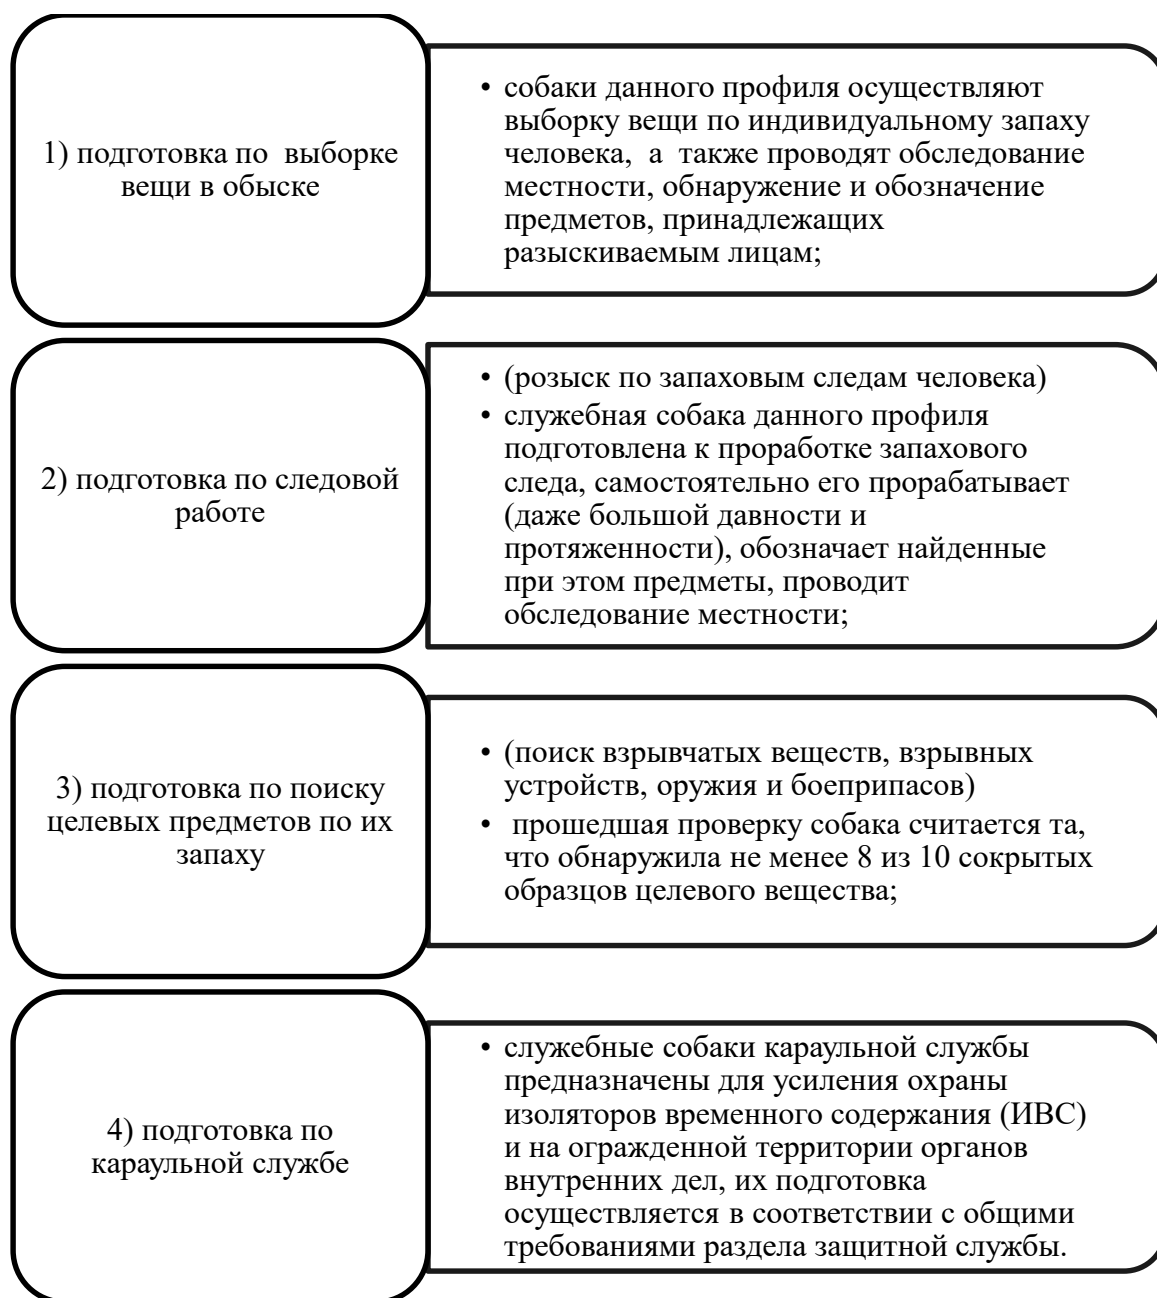 1) подготовка по выборке
вещи в обыске
• собаки данного профиля осуществляют
выборку вещи по индивидуальному запаху
человека, а также проводят обследование
местности, обнаружение и обозначение
предметов, принадлежащих
разыскиваемым лицам;
2) подготовка по следовой
работе
• (розыск по запаховым следам человека)
• служебная собака данного профиля
подготовлена к проработке запахового
следа, самостоятельно его прорабатывает
(даже большой давности и
протяженности), обозначает найденные
при этом предметы, проводит
обследование местности;
3) подготовка по поиску
целевых предметов по их
запаху
• (поиск взрывчатых веществ, взрывных
устройств, оружия и боеприпасов)
• прошедшая проверку собака считается та,
что обнаружила не менее 8 из 10 сокрытых
образцов целевого вещества;
4) подготовка по
караульной службе
• служебные собаки караульной службы
предназначены для усиления охраны
изоляторов временного содержания (ИВС)
и на огражденной территории органов
внутренних дел, их подготовка
осуществляется в соответствии с общими
требованиями раздела защитной службы.